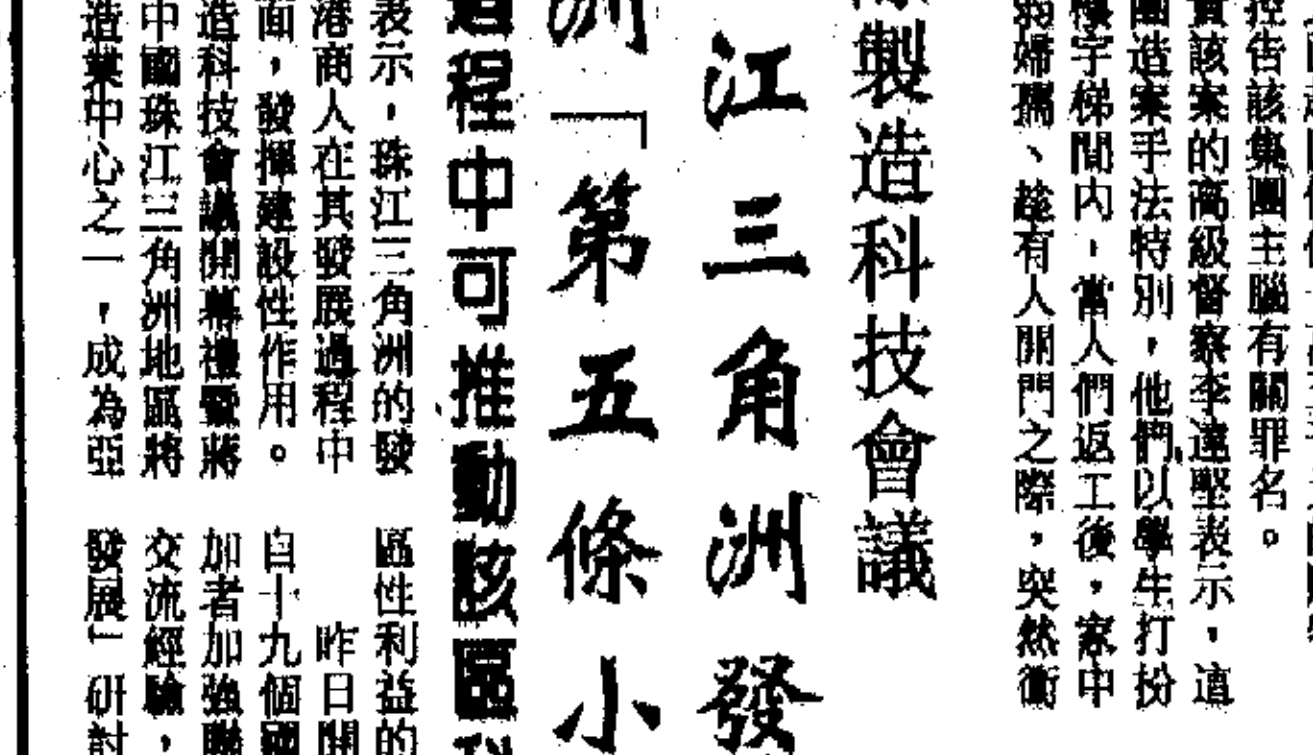 控告該集團主腦有關罪名。
責該案的高級督察李達堅表示,這
團造案手法特別,他們以學生打扮
樓宇梯間內,當人們返工後,家中
弱婦孺、趁有人開門之際,突然衝
製造科技會議
江三角洲發
洲「第五條小
過程中可推動該區
表示,珠江三角洲的發
港商人在其發展過程中
面,發揮建設性作用。
造科技會議開幕禮暨蔣
中國珠江三角洲地區將
造業中心之一,成為亞
區性利益的
昨日開
自十九個國
加者加強聯
交流經驗,
發展」研討